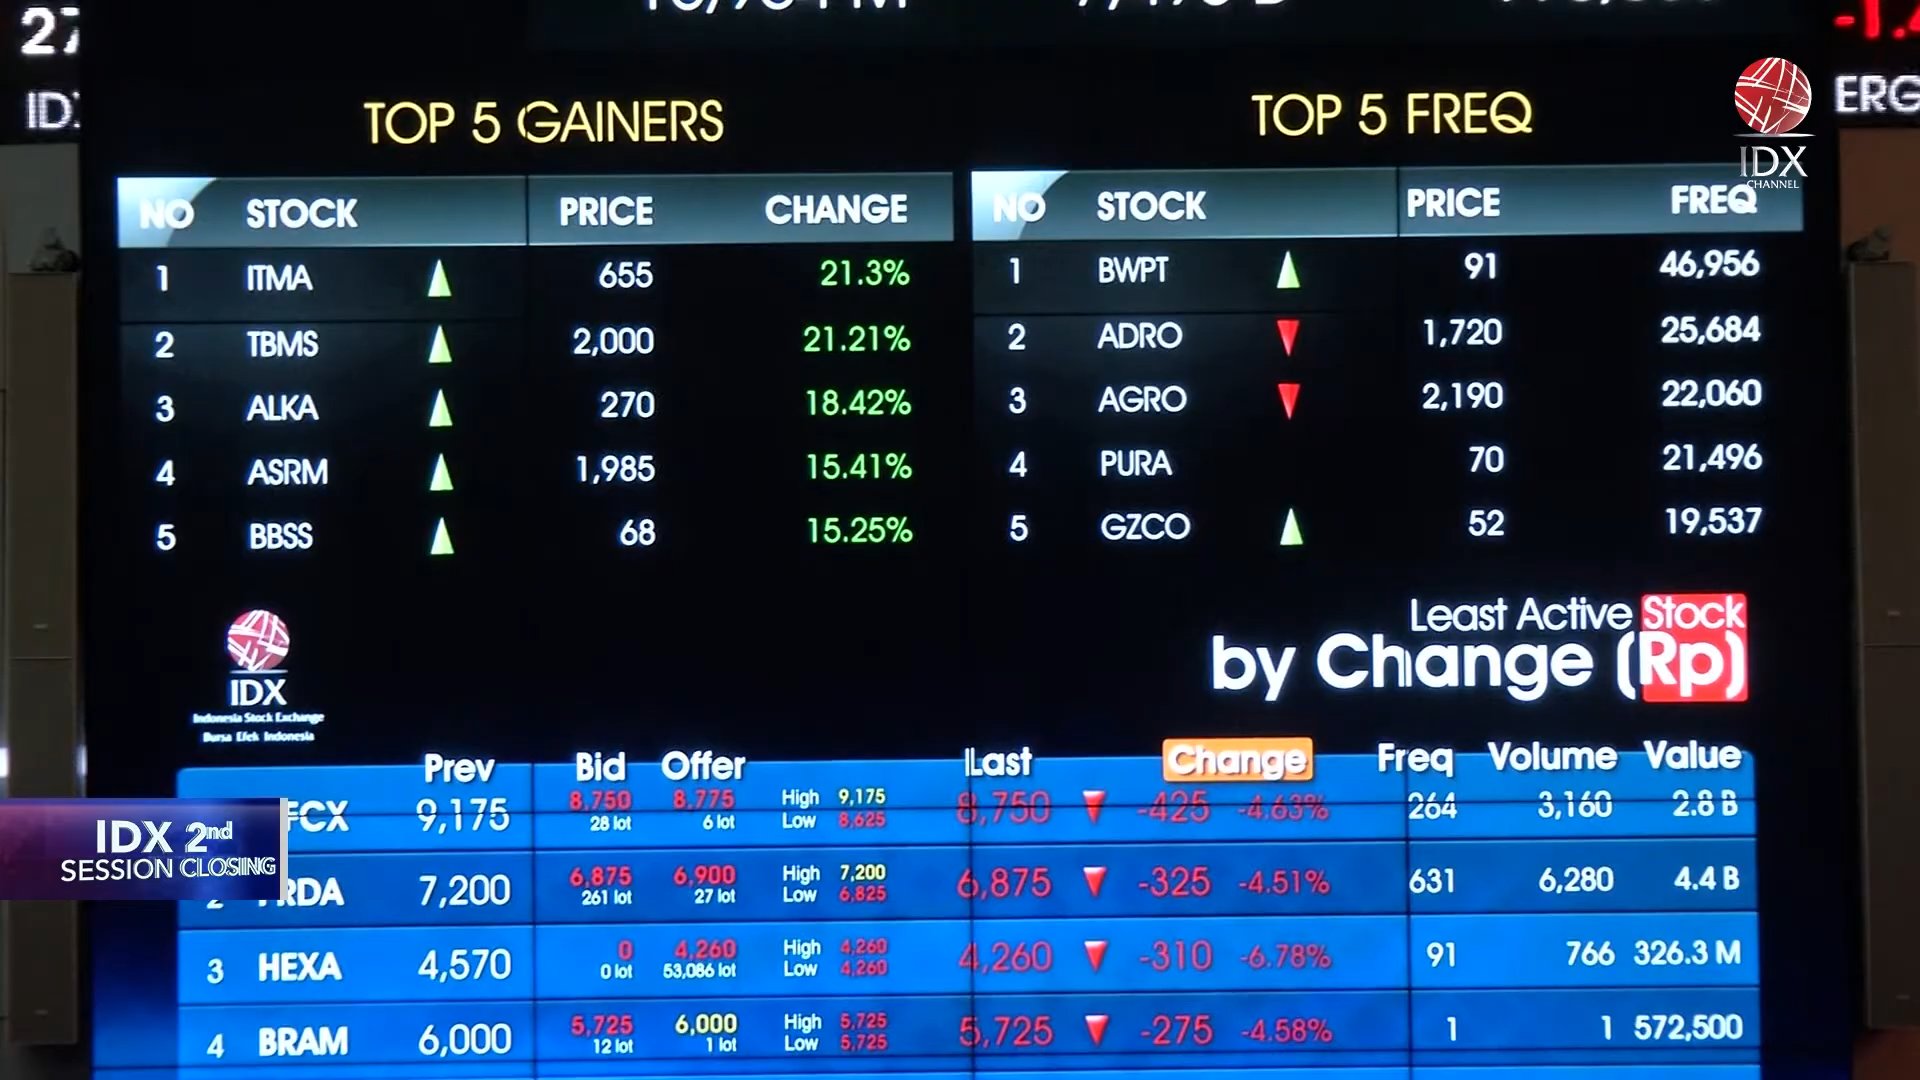 27
-1.4
IDX
ERG
TOP 5 GAINERS
NO STOCK PRICE CHANGE
1 ITMA 655 21.3%
2 TBMS 2,000 21.21%
3 ALKA 270 18.42%
4 ASRM 1,985 15.41%
5 BBSS 68 15.25%
TOP 5 FREQ
NO STOCK PRICE FREQ
1 BWPT 91 46,956
2 ADRO 1,720 25,684
3 AGRO 2,190 22,060
4 PURA 70 21,496
5 GZCO 52 19,537
IDX
CHANNEL
IDX
Indonesia Stock Exchange
Bursa Efek Indonesia
Least Active Stock
by Change (Rp)
Prev Bid Offer Last Change Freq Volume Value
FCX 9,175 8,750 8,775 High 9,175 8,750 -425 -4.63% 264 3,160 2.8 B
28 lot 6 lot Low 8,625
2 RDA 7,200 6,875 6,900 High 7,200 6,875 -325 -4.51% 631 6,280 4.4 B
261 lot 27 lot Low 6,825
3 HEXA 4,570 0 4,260 High 4,260 4,260 -310 -6.78% 91 766 326.3 M
0 lot 53,086 lot Low 4,260
4 BRAM 6,000 5,725 6,000 High 5,725 5,725 -275 -4.58% 1 1 572,500
12 lot 1 lot Low 5,725
IDX 2nd
SESSION CLOSING